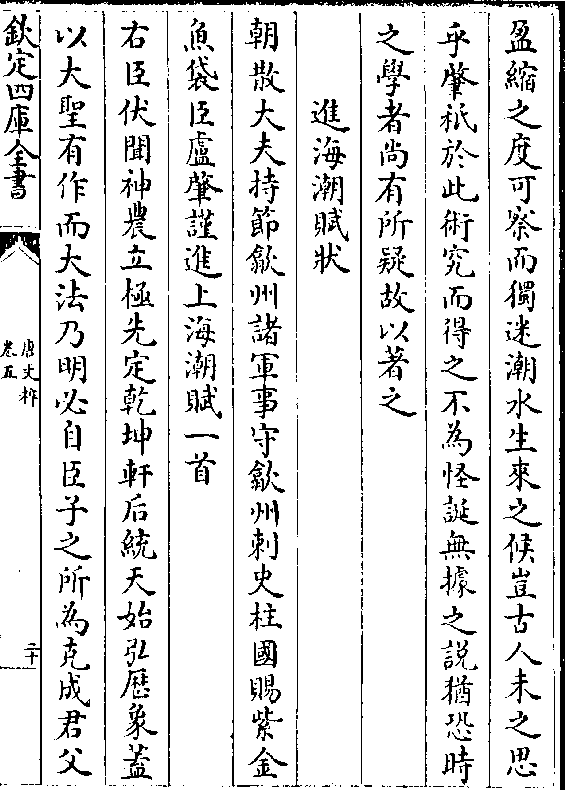 盈縮之度可察而獨迷潮水生來之候豈古人未之思
乎肇秖於此術究而得之不為怪誕無據之說猶恐時
之學者尚有所疑故以著之
進海潮賦狀
朝散大夫持節歙州諸軍事守歙州刺史柱國賜紫金
魚袋臣盧肇謹進上海潮賦一首
右臣伏聞神農立極先定乾坤軒后統天始弘歴象葢
以大聖有作而大法乃明必自臣子之所為克成君父
欽定四庫全書
唐文粹
卷五
二十